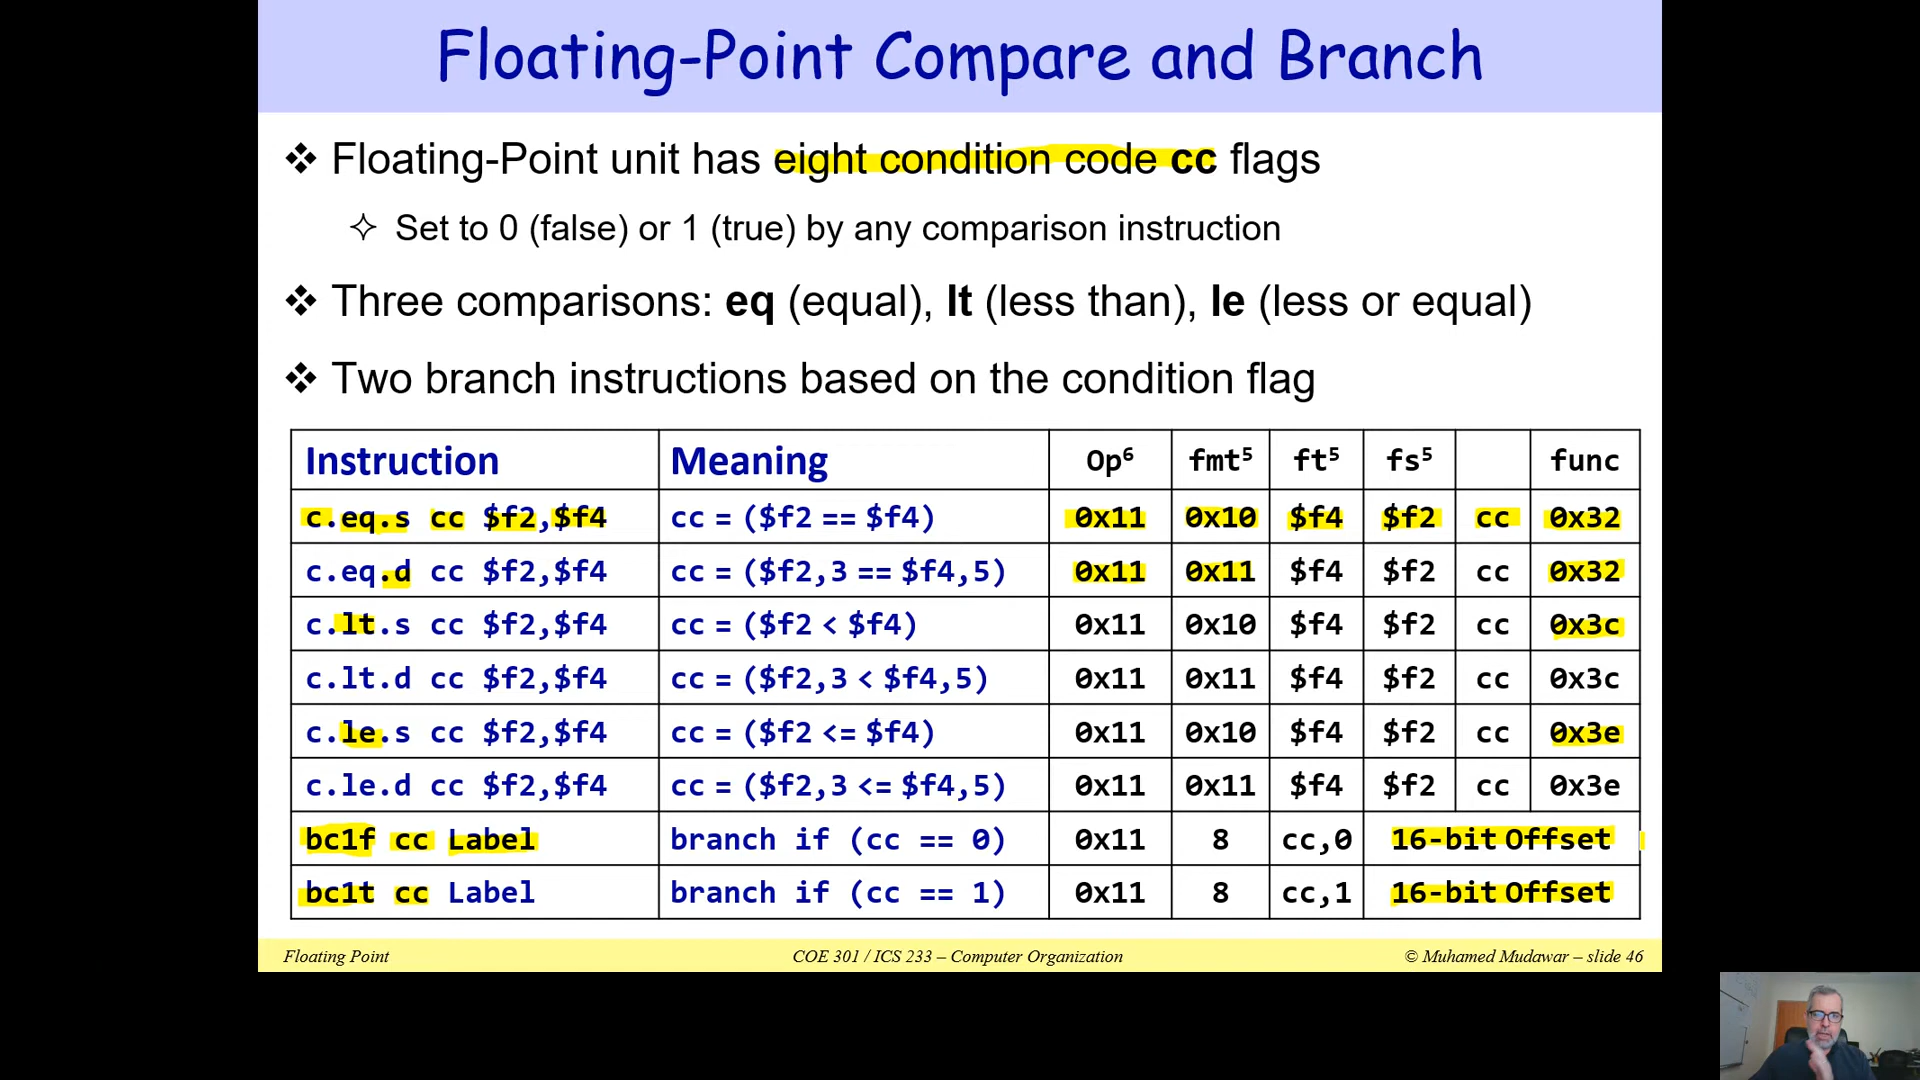 Floating-Point Compare and Branch
❖ Floating-Point unit has eight condition code cc flags
✧ Set to 0 (false) or 1 (true) by any comparison instruction
❖ Three comparisons: eq (equal), lt (less than), le (less or equal)
❖ Two branch instructions based on the condition flag
Instruction Meaning Op⁶ fmt⁵ ft⁵ fs⁵ func
c.eq.s cc $f2,$f4 cc = ($f2 == $f4) 0x11 0x10 $f4 $f2 cc 0x32
c.eq.d cc $f2,$f4 cc = ($f2,3 == $f4,5) 0x11 0x11 $f4 $f2 cc 0x32
c.lt.s cc $f2,$f4 cc = ($f2 < $f4) 0x11 0x10 $f4 $f2 cc 0x3c
c.lt.d cc $f2,$f4 cc = ($f2,3 < $f4,5) 0x11 0x11 $f4 $f2 cc 0x3c
c.le.s cc $f2,$f4 cc = ($f2 <= $f4) 0x11 0x10 $f4 $f2 cc 0x3e
c.le.d cc $f2,$f4 cc = ($f2,3 <= $f4,5) 0x11 0x11 $f4 $f2 cc 0x3e
bc1f cc Label branch if (cc == 0) 0x11 8 cc,0 16-bit Offset
bc1t cc Label branch if (cc == 1) 0x11 8 cc,1 16-bit Offset
Floating Point COE 301 / ICS 233 – Computer Organization © Muhamed Mudawar – slide 46